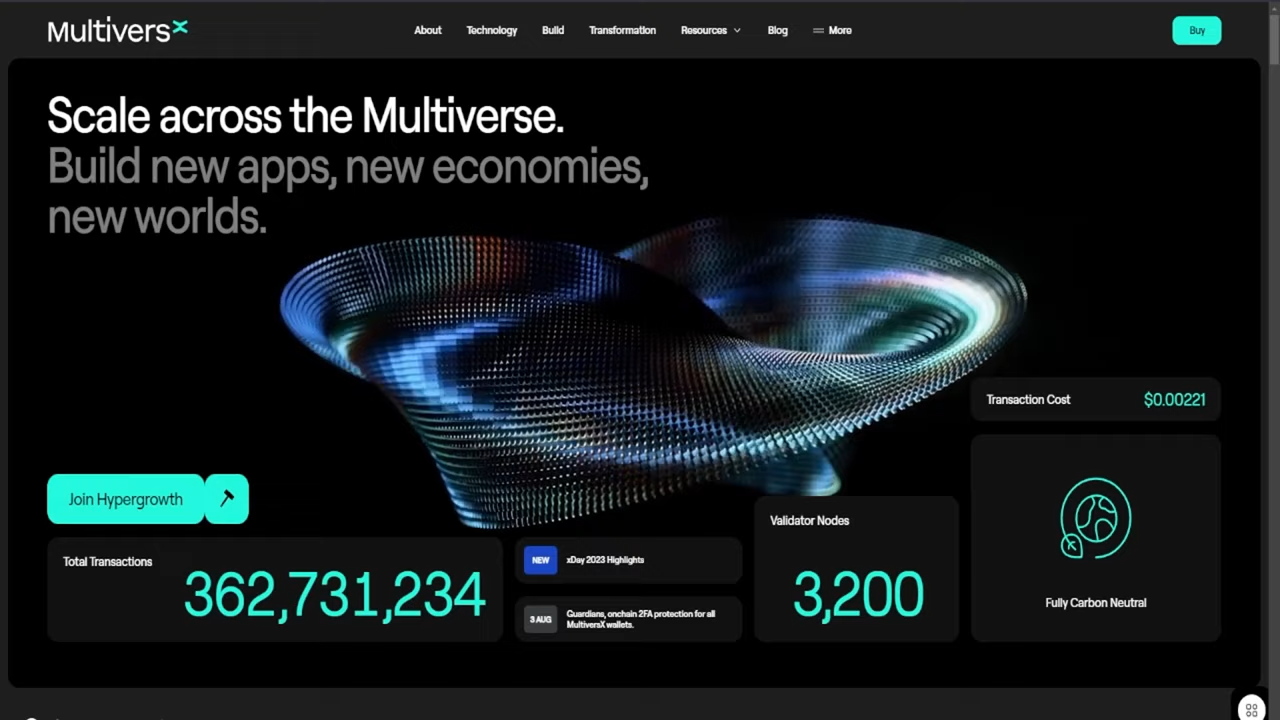 MultiversX
About
Technology
Build
Transformation
Resources
Blog
More
Buy
Scale across the Multiverse.
Build new apps, new economies,
new worlds.
Transaction Cost
$0.00221
Join Hypergrowth
Total Transactions
362,731,234
NEW
xDay 2023 Highlights
3 AUG
Guardians, onchain 2FA protection for all
MultiversX wallets.
Validator Nodes
3,200
Fully Carbon Neutral